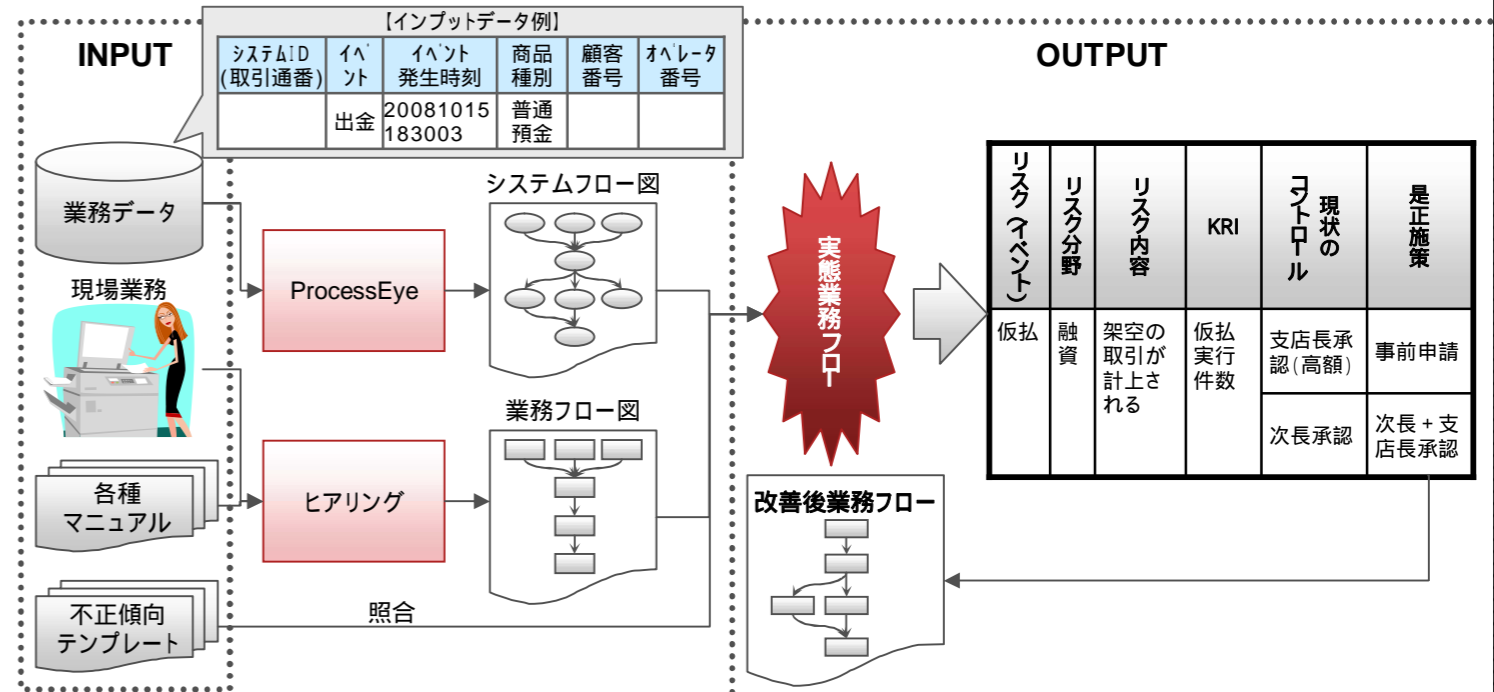 【インプットデータ例】
INPUT
システムID
(取引通番)
イベ
ント
イベント
発生時刻
商品
種別
顧客
番号
オペレータ
番号
出金
20081015
183003
普通
預金
業務データ
現場業務
各種
マニュアル
不正傾向
テンプレート
ProcessEye
ヒアリング
システムフロー図
業務フロー図
照合
OUTPUT
実態業務フロー
リスク(イベント)
リスク分野
リスク内容
KRI
現状の
コントロール
是正施策
仮払
融
資
架空の
取引が
計上さ
れる
仮払
実行
件数
支店長承
認(高額)
事前申請
次長承認
次長+支
店長承認
改善後業務フロー